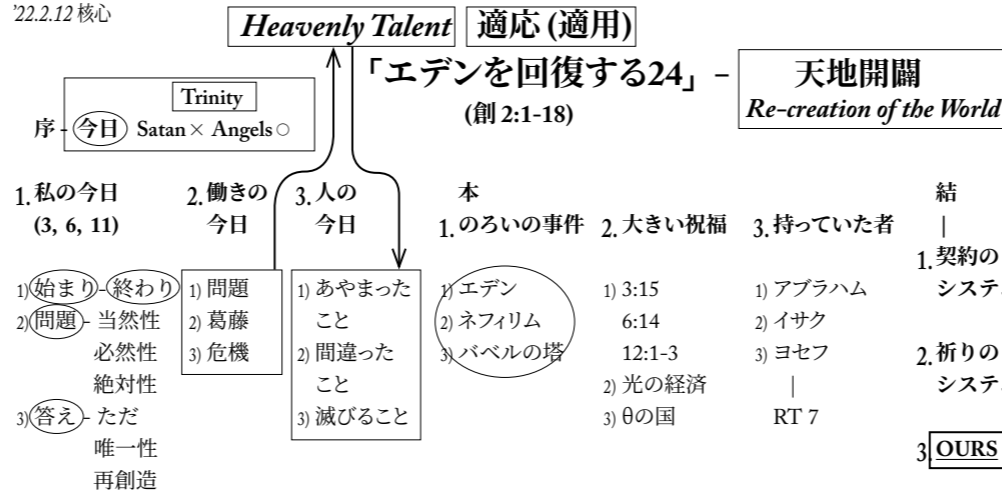 '22.2.12 核心
Heavenly Talent 適応 (適用)
「エデンを回復する24」 - 天地開闢
(創 2:1-18) Re-creation of the World
Trinity
序 - 今日 Satan × Angels ○
1. 私の今日
(3, 6, 11)
1) 始まり - 終わり
2) 問題 - 当然性
必然性
絶対性
3) 答え - ただ
唯一性
再創造
2. 働きの
今日
1) 問題
2) 葛藤
3) 危機
3. 人の
今日
1) あやまった
こと
2) 間違った
こと
3) 滅びること
本
1. のろいの事件
1) エデン
2) ネフィリム
3) バベルの塔
2. 大きい祝福
1) 3:15
6:14
12:1-3
2) 光の経済
3) θの国
3. 持っていた者
1) アブラハム
2) イサク
3) ヨセフ
|
RT 7
結
|
1. 契約の
システ
2. 祈りの
システ
3. OURS